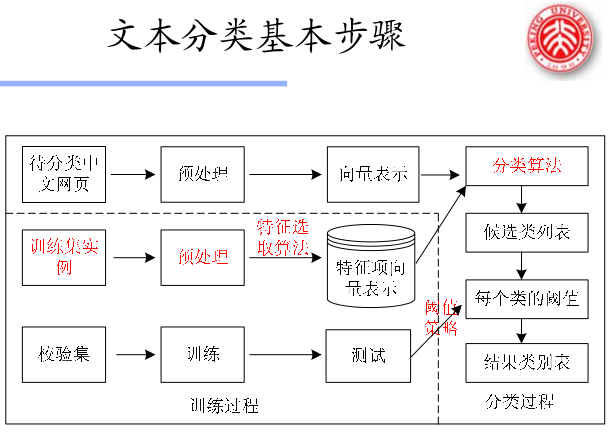 文本分类基本步骤
PEKING UNIVERSITY
1898
待分类中
文网页
预处理
向量表示
分类算法
训练集实
例
预处理
特征选
取算法
特征项向
量表示
候选类列表
阈值
策略
每个类的阈值
校验集
训练
测试
结果类别表
训练过程
分类过程